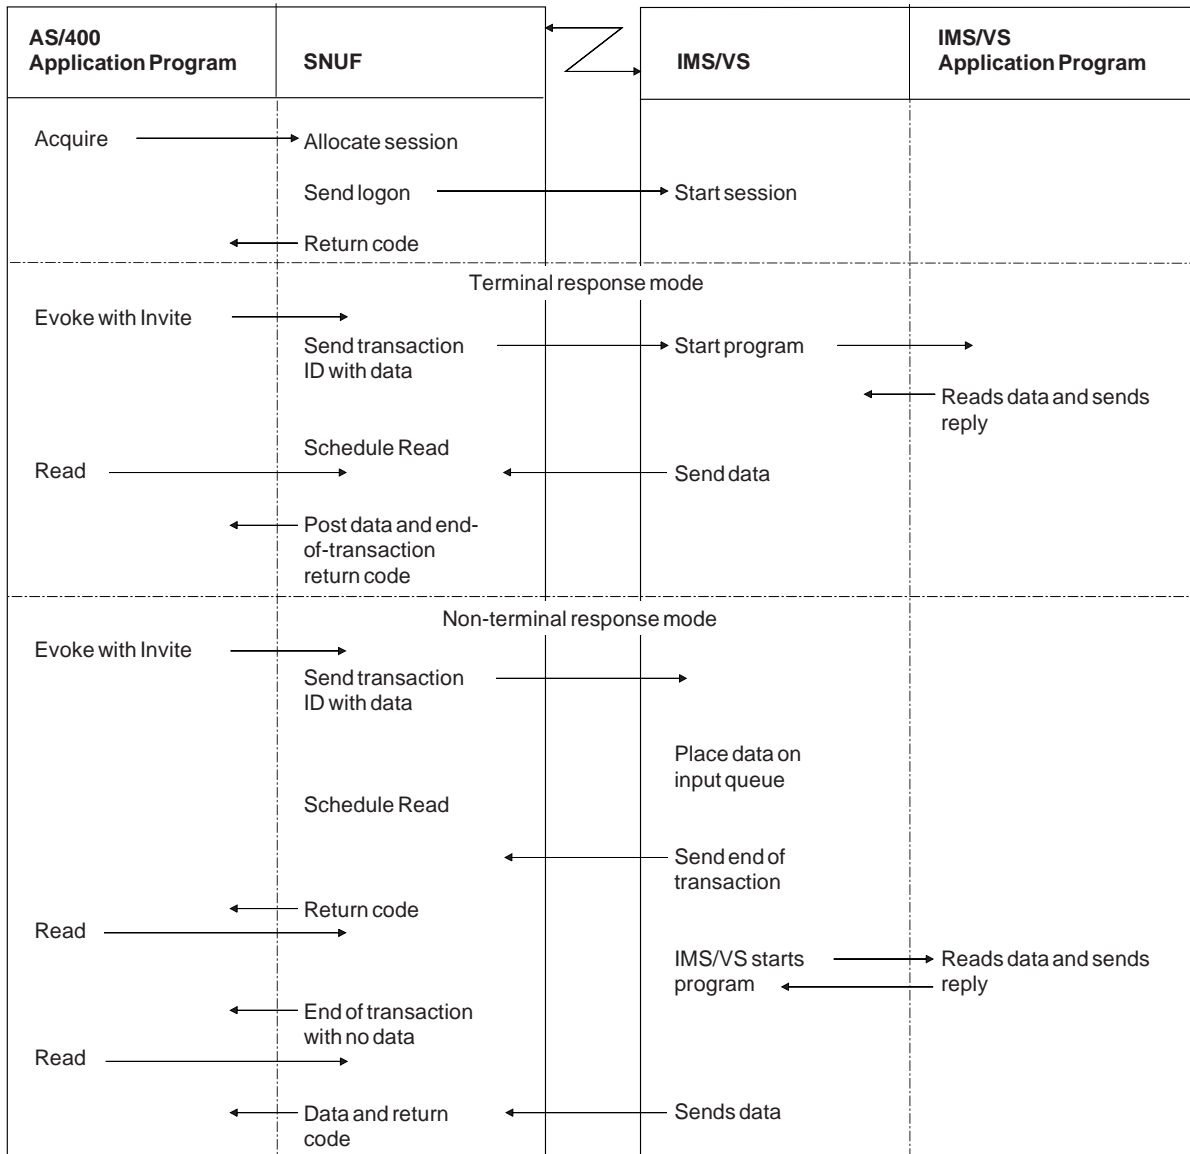 AS/400
Application Program
SNUF
IMS/VS
IMS/VS
Application Program
Acquire
Allocate session
Send logon
Start session
Return code
Terminal response mode
Evoke with Invite
Send transaction
ID with data
Start program
Reads data and sends
reply
Schedule Read
Read
Send data
Post data and end-
of-transaction
return code
Non-terminal response mode
Evoke with Invite
Send transaction
ID with data
Place data on
input queue
Schedule Read
Send end of
transaction
Return code
Read
IMS/VS starts
program
Reads data and sends
reply
End of transaction
with no data
Read
Data and return
code
Sends data